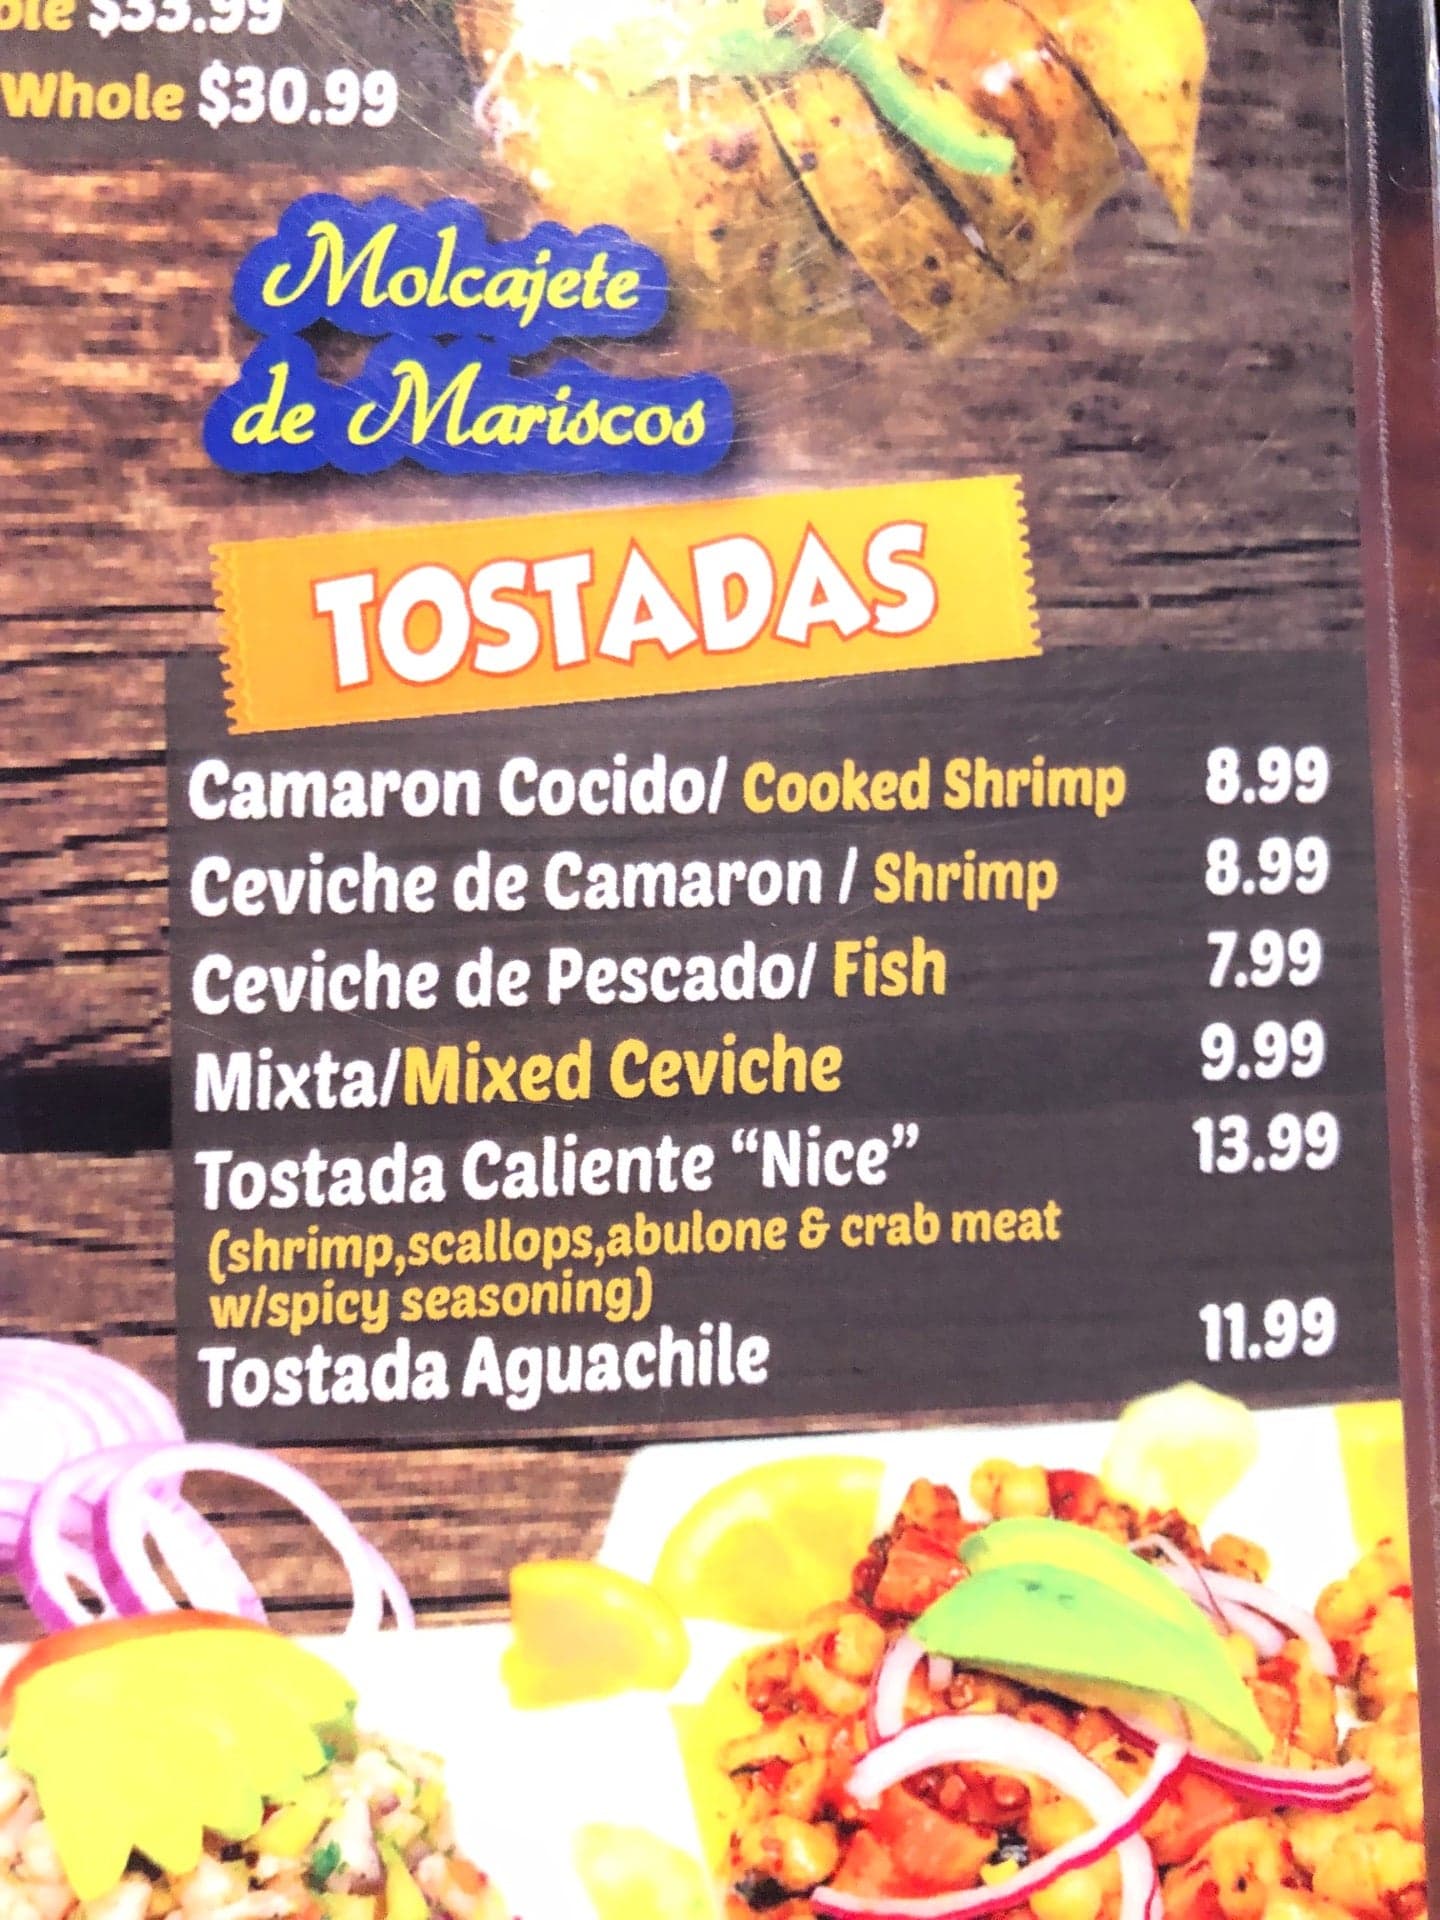 $33.99
Whole $30.99
Molcajete
de Mariscos
TOSTADAS
Camaron Cocido/ Cooked Shrimp 8.99
Ceviche de Camaron / Shrimp 8.99
Ceviche de Pescado/ Fish 7.99
Mixta/Mixed Ceviche 9.99
Tostada Caliente “Nice” 13.99
(shrimp,scallops,abulone & crab meat
w/spicy seasoning)
Tostada Aguachile 11.99